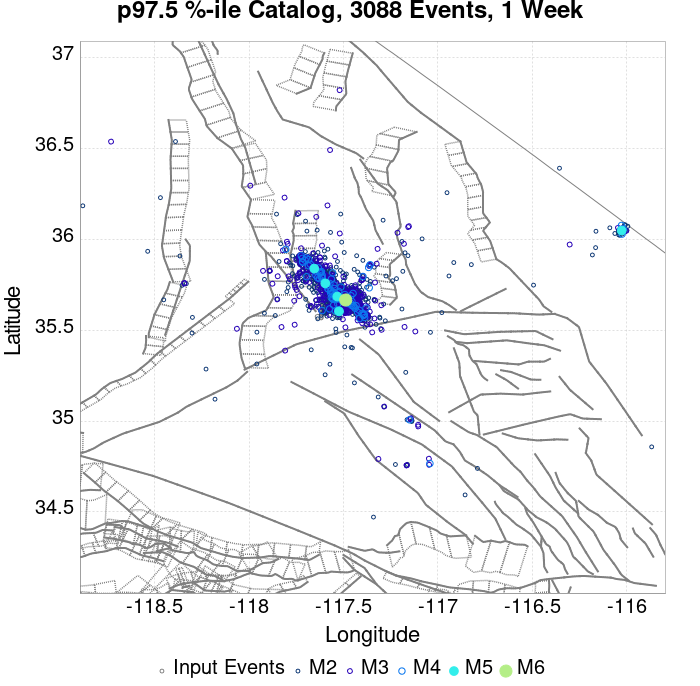 p97.5 %-ile Catalog, 3088 Events, 1 Week
37
36.5
36
35.5
35
34.5
Latitude
-118.5 -118 -117.5 -117 -116.5 -116
Longitude
Input Events M2 M3 M4 M5 M6